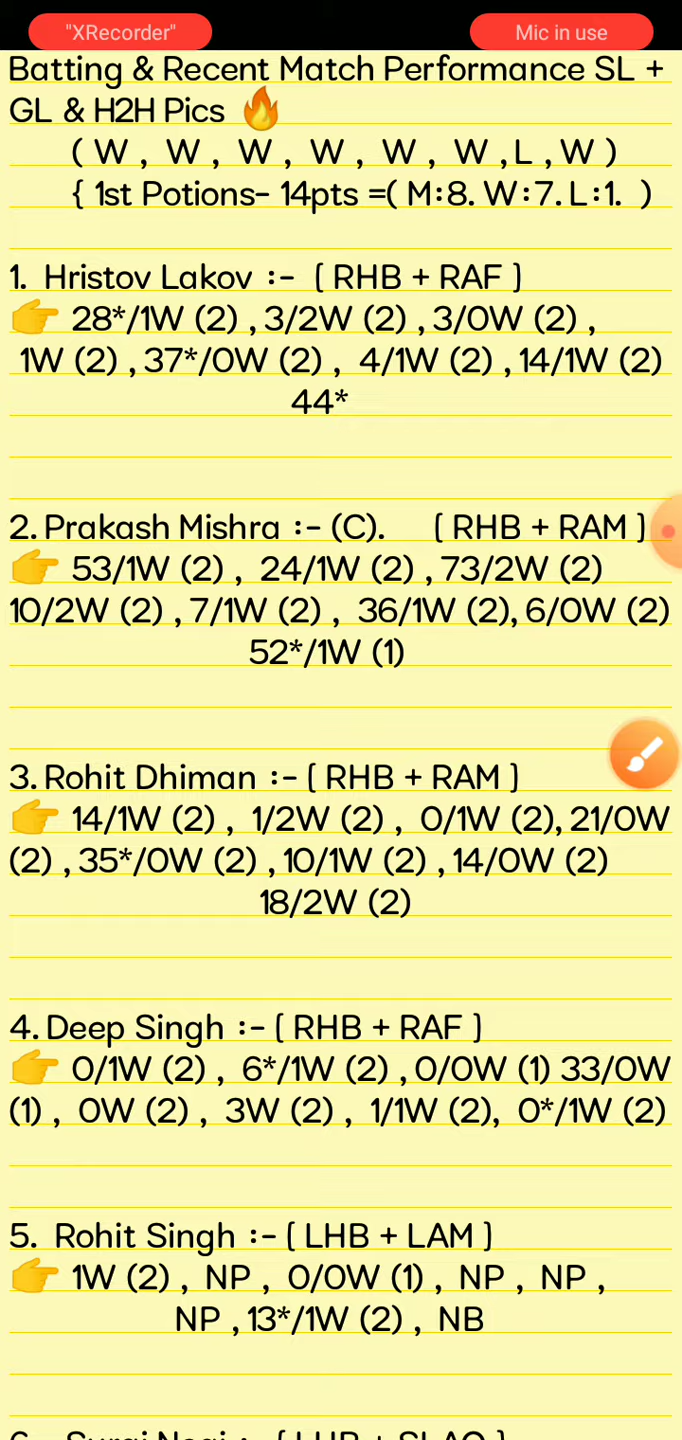 "XRecorder" Mic in use
Batting & Recent Match Performance SL +
GL & H2H Pics 🔥
( W , W , W , W , W , W ,L ,W )
{ 1st Potions- 14pts =( M:8. W:7. L:1. )
1. Hristov Lakov :- [ RHB + RAF ]
👉 28*/1W (2) , 3/2W (2) , 3/0W (2) ,
1W (2) , 37*/0W (2) , 4/1W (2) , 14/1W (2)
44*
2. Prakash Mishra :- (C). [ RHB + RAM ]
👉 53/1W (2) , 24/1W (2) , 73/2W (2)
10/2W (2) , 7/1W (2) , 36/1W (2), 6/0W (2)
52*/1W (1)
3. Rohit Dhiman :- [ RHB + RAM ]
👉 14/1W (2) , 1/2W (2) , 0/1W (2), 21/0W
(2) , 35*/0W (2) , 10/1W (2) , 14/0W (2)
18/2W (2)
4. Deep Singh :- [ RHB + RAF ]
👉 0/1W (2) , 6*/1W (2) , 0/0W (1) 33/0W
(1) , 0W (2) , 3W (2) , 1/1W (2), 0*/1W (2)
5. Rohit Singh :- [ LHB + LAM ]
👉 1W (2) , NP , 0/0W (1) , NP , NP ,
NP , 13*/1W (2) , NB